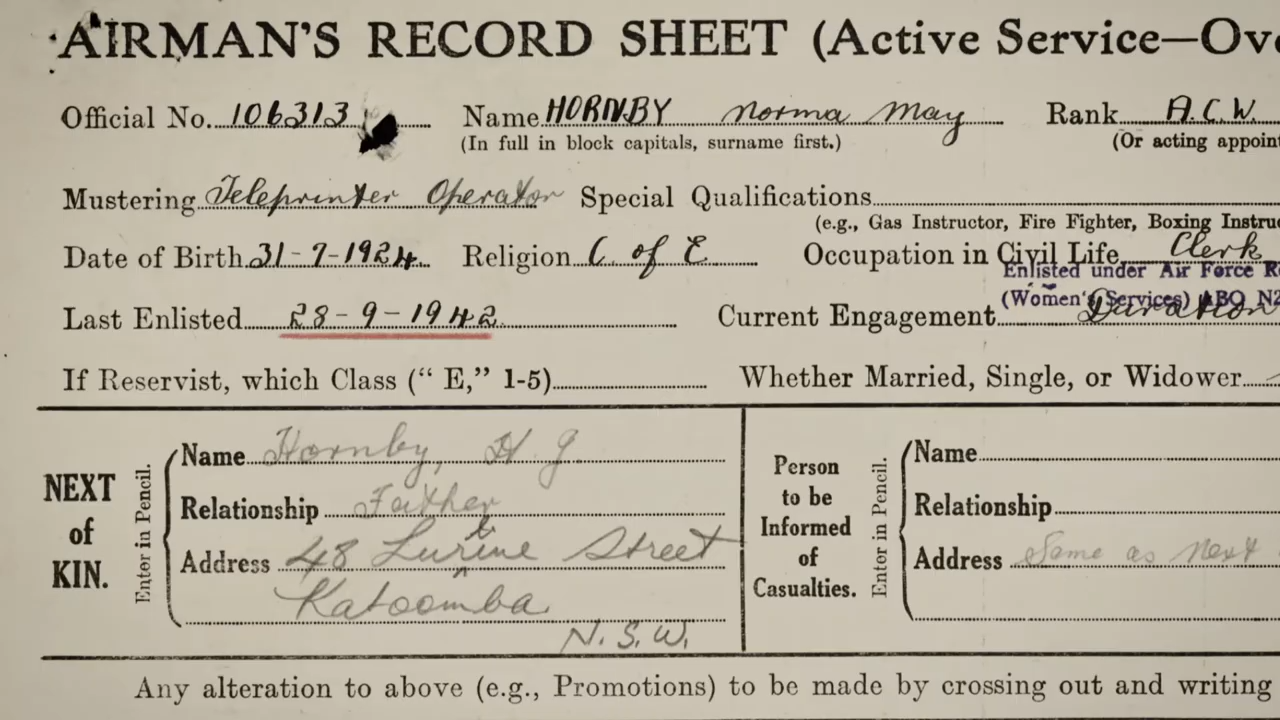 AIRMAN'S RECORD SHEET (Active Service—Ove
Official No. 106313 Name HORNBY Norma May Rank A.C.W.
(In full in block capitals, surname first.) (Or acting appoin
Mustering Teleprinter Operator Special Qualifications
(e.g., Gas Instructor, Fire Fighter, Boxing Instruc
Date of Birth 31-7-1924 Religion C of E Occupation in Civil Life Clerk
Enlisted under Air Force R
(Women's Services) ABO N2
Last Enlisted 28-9-1942 Current Engagement Duration
If Reservist, which Class (“ E,” 1-5) Whether Married, Single, or Widower
NEXT of KIN.
Enter in Pencil.
Name Hornby, H G
Relationship Father
Address 48 Lurline Street
Katoomba
N.S.W.
Person to be Informed of Casualties.
Enter in Pencil.
Name
Relationship
Address Same as next
Any alteration to above (e.g., Promotions) to be made by crossing out and writing